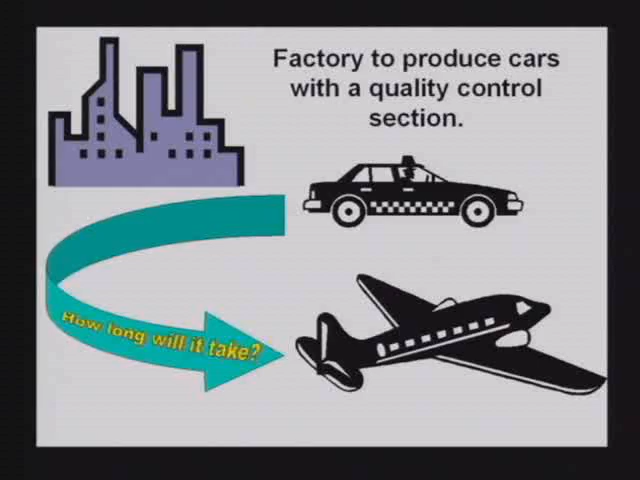 Factory to produce cars
with a quality control
section.
How long will it take?